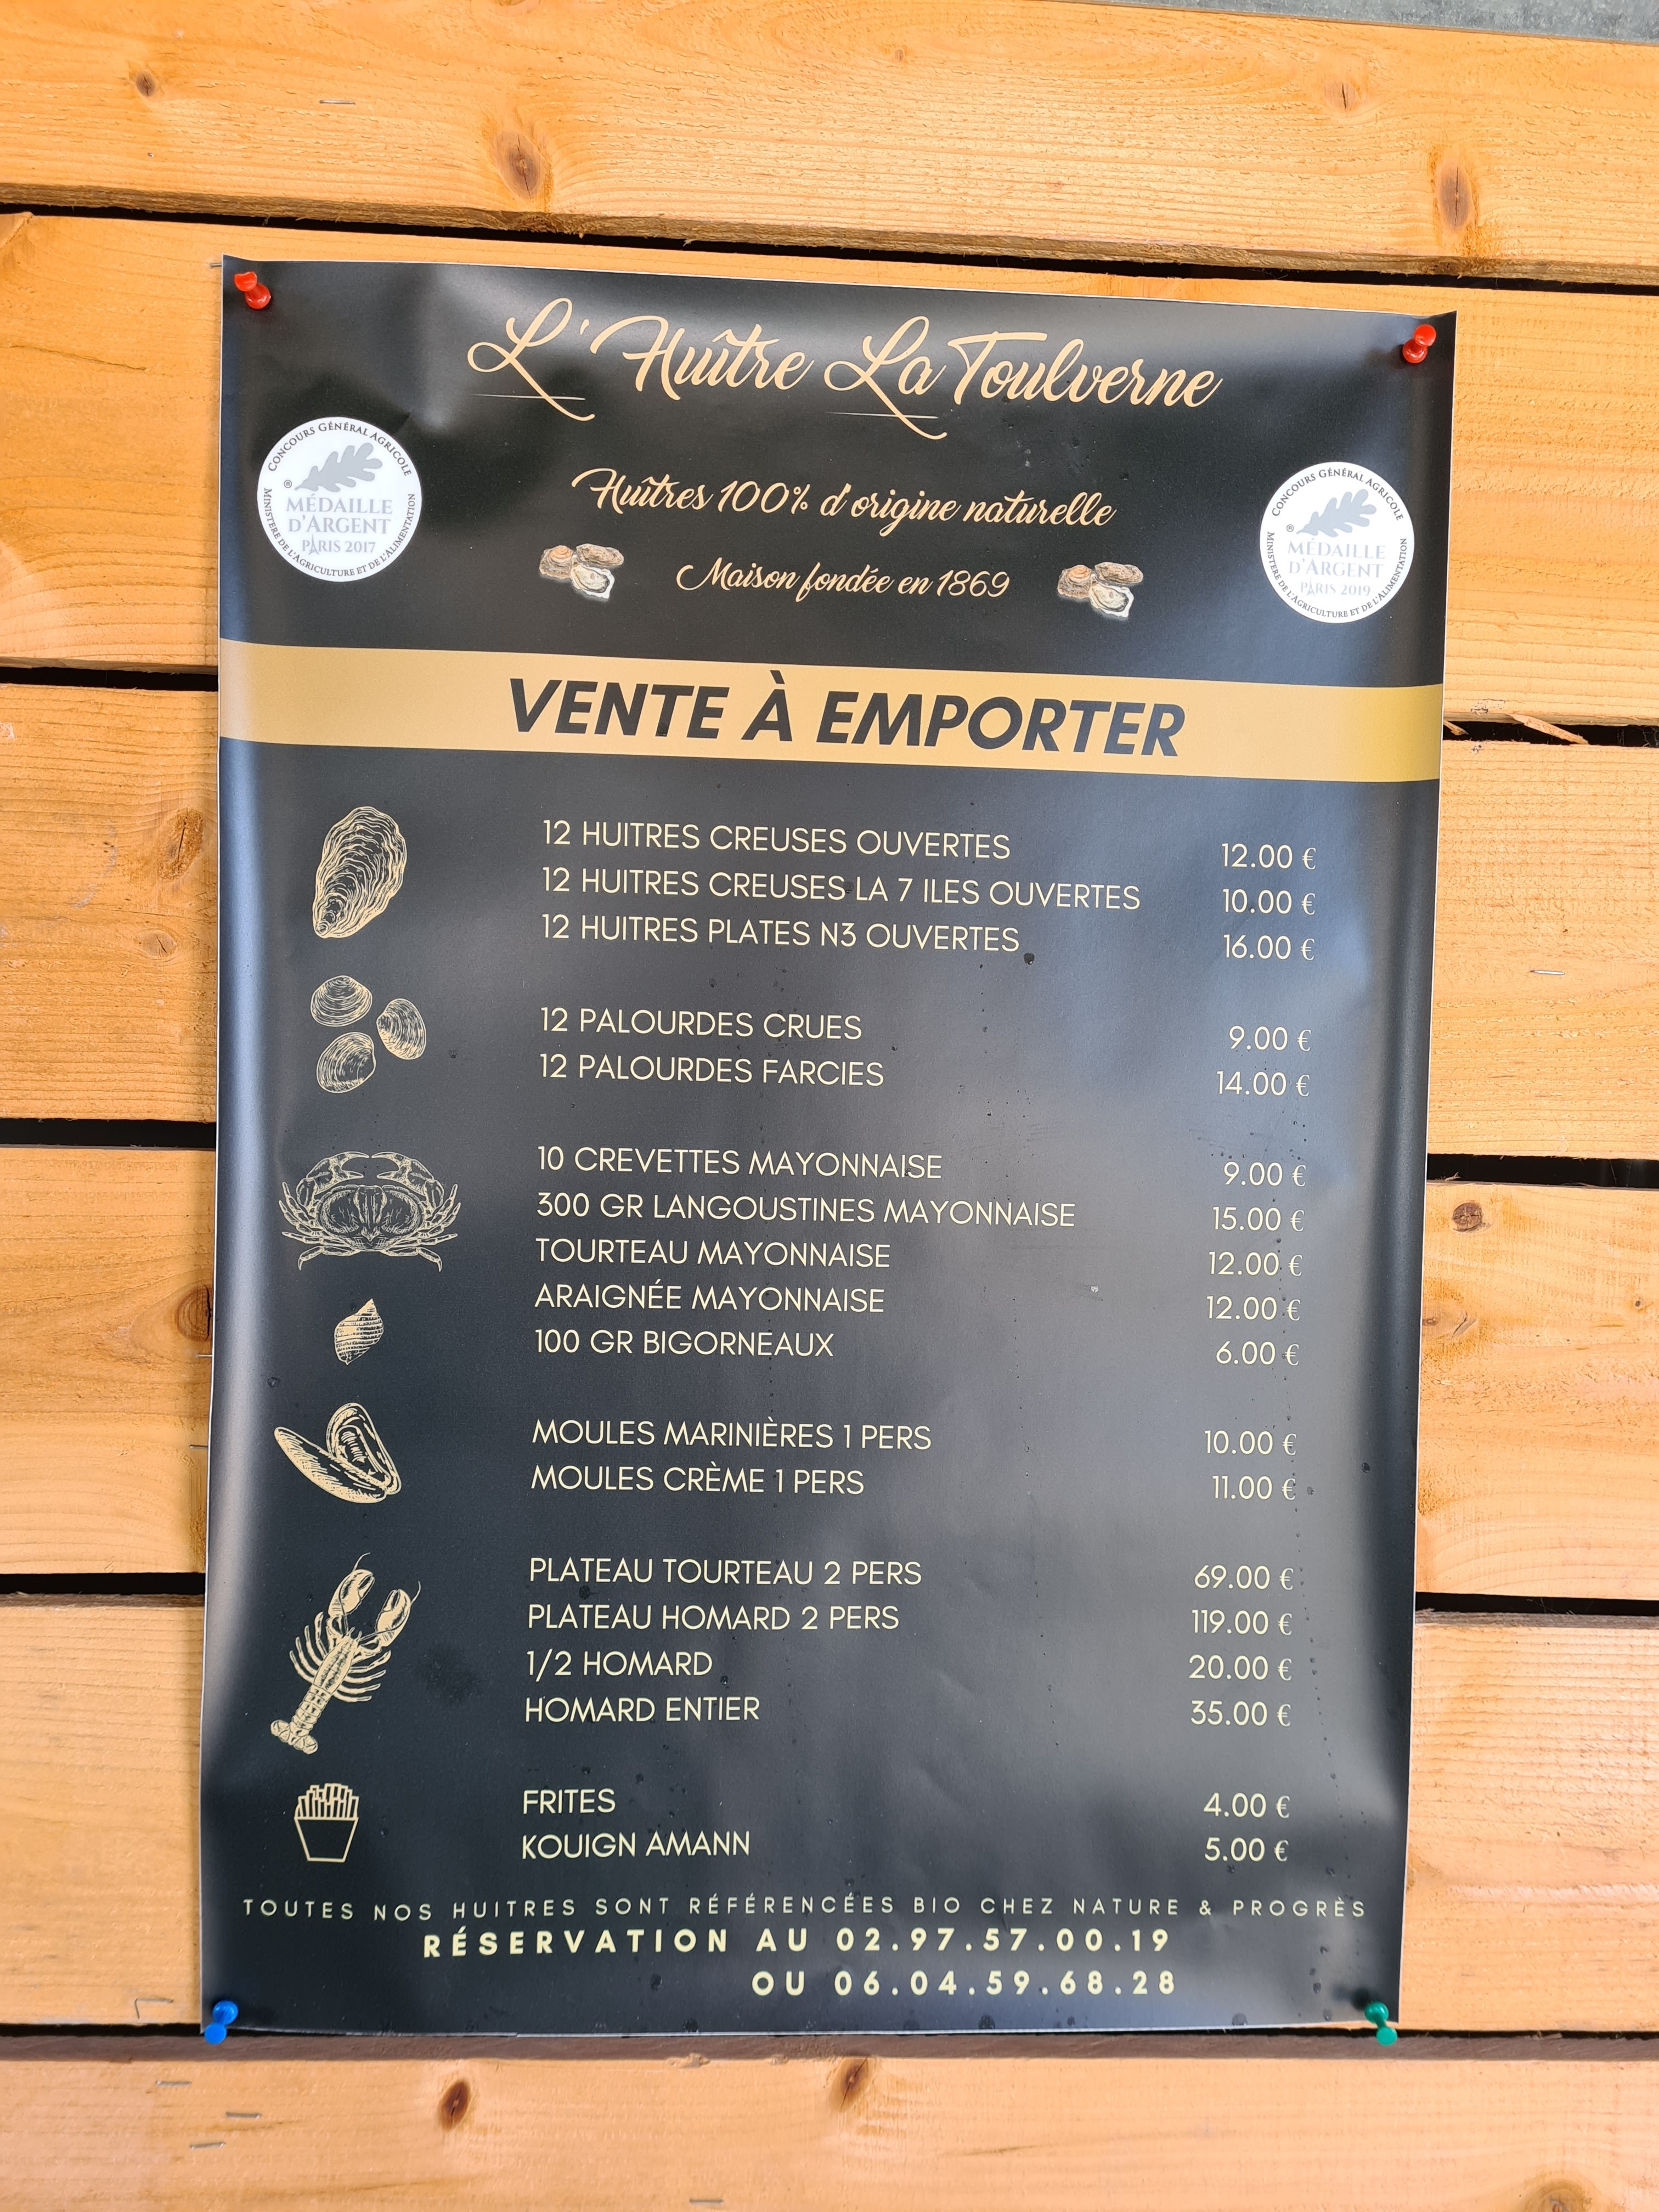 L'Huître La Toulverne
Huîtres 100% d'origine naturelle
Maison fondée en 1869
CONCOURS GÉNÉRAL AGRICOLE
®
MÉDAILLE
D'ARGENT
PARIS 2017
MINISTÈRE DE L'AGRICULTURE ET DE L'ALIMENTATION
CONCOURS GÉNÉRAL AGRICOLE
®
MÉDAILLE
D'ARGENT
PARIS 2019
MINISTÈRE DE L'AGRICULTURE ET DE L'ALIMENTATION
VENTE À EMPORTER
12 HUITRES CREUSES OUVERTES 12.00 €
12 HUITRES CREUSES LA 7 ILES OUVERTES 10.00 €
12 HUITRES PLATES N3 OUVERTES 16.00 €
12 PALOURDES CRUES 9.00 €
12 PALOURDES FARCIES 14.00 €
10 CREVETTES MAYONNAISE 9.00 €
300 GR LANGOUSTINES MAYONNAISE 15.00 €
TOURTEAU MAYONNAISE 12.00 €
ARAIGNÉE MAYONNAISE 12.00 €
100 GR BIGORNEAUX 6.00 €
MOULES MARINIÈRES 1 PERS 10.00 €
MOULES CRÈME 1 PERS 11.00 €
PLATEAU TOURTEAU 2 PERS 69.00 €
PLATEAU HOMARD 2 PERS 119.00 €
1/2 HOMARD 20.00 €
HOMARD ENTIER 35.00 €
FRITES 4.00 €
KOUIGN AMANN 5.00 €
TOUTES NOS HUITRES SONT RÉFÉRENCÉES BIO CHEZ NATURE & PROGRÈS
RÉSERVATION AU 02.97.57.00.19
OU 06.04.59.68.28